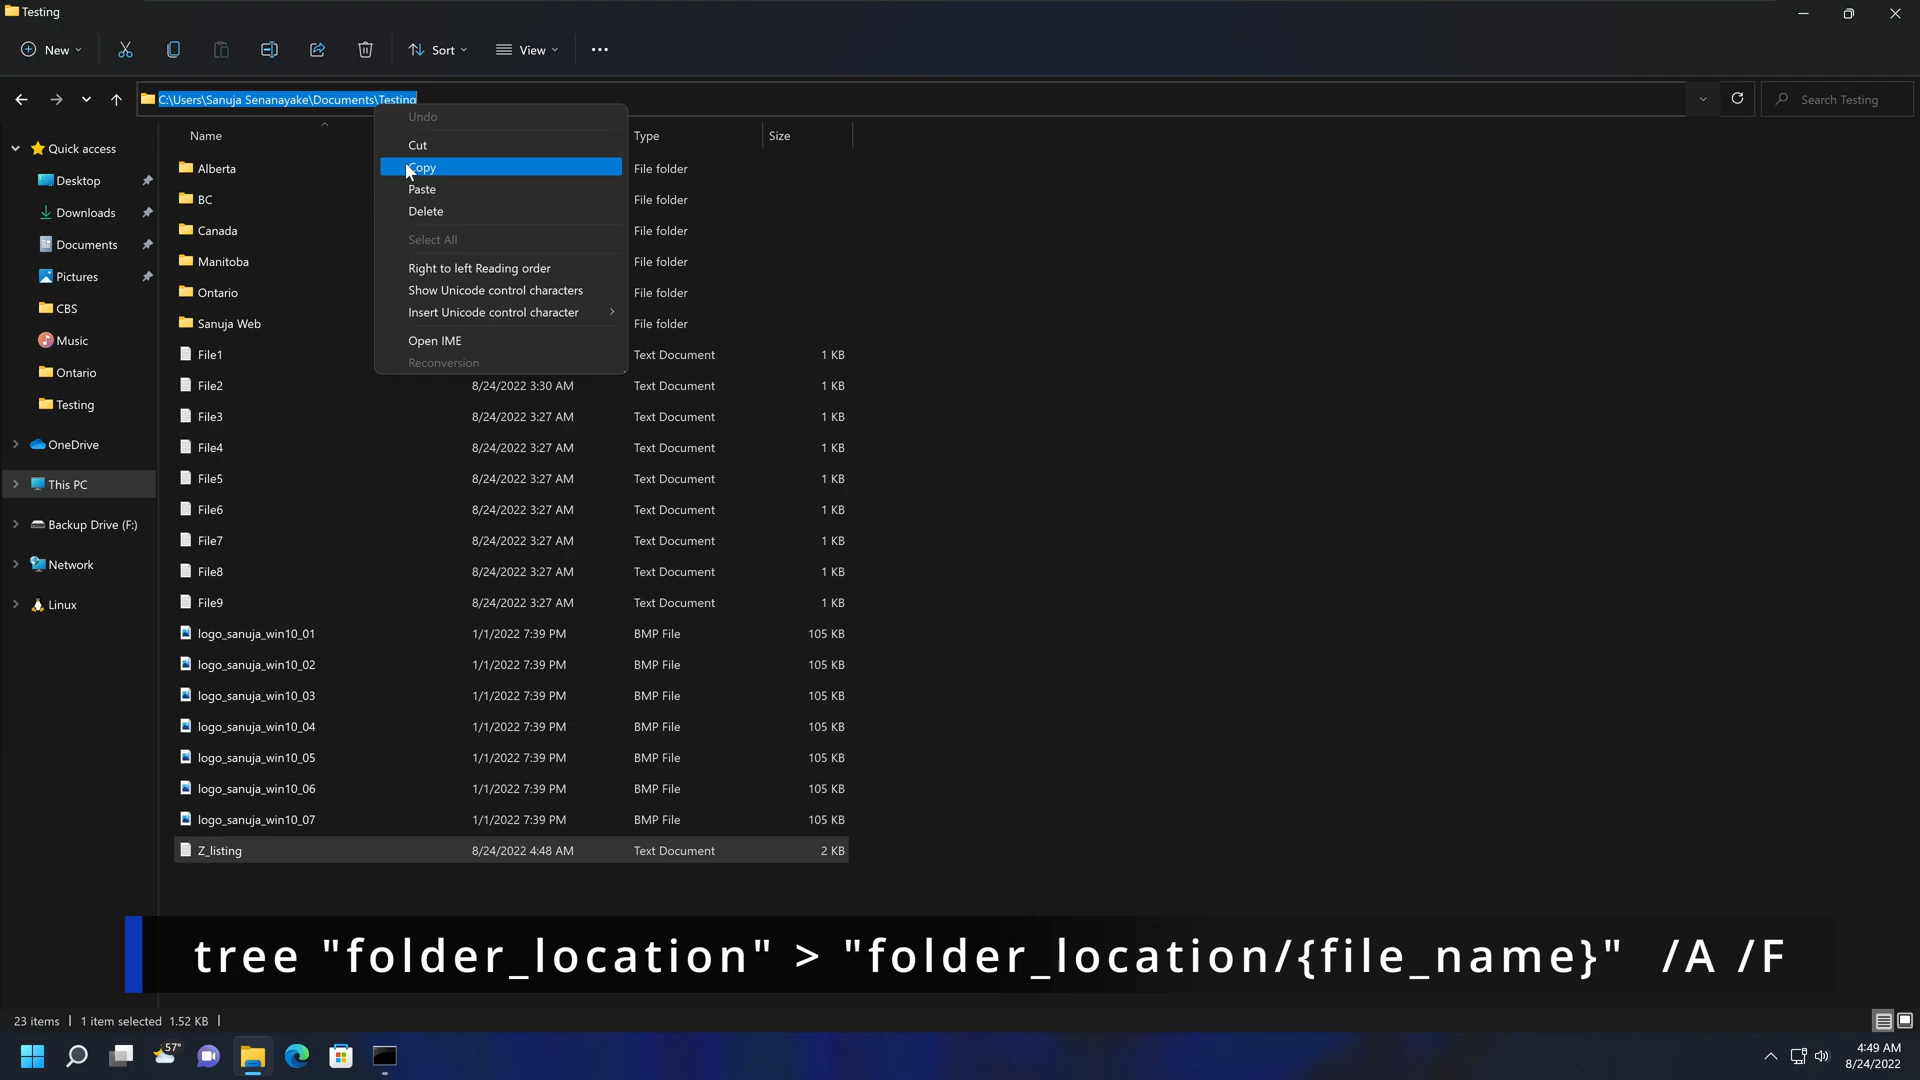 Testing
New
Sort
View
C:\Users\Sanuja Senanayake\Documents\Testing
Search Testing
Name
Type
Size
Undo
Cut
Copy
Paste
Delete
Select All
Right to left Reading order
Show Unicode control characters
Insert Unicode control character
Open IME
Reconversion
Quick access
Desktop
Downloads
Documents
Pictures
CBS
Music
Ontario
Testing
OneDrive
This PC
Backup Drive (F:)
Network
Linux
Alberta File folder
BC File folder
Canada File folder
Manitoba File folder
Ontario File folder
Sanuja Web File folder
File1 Text Document 1 KB
File2 8/24/2022 3:30 AM Text Document 1 KB
File3 8/24/2022 3:27 AM Text Document 1 KB
File4 8/24/2022 3:27 AM Text Document 1 KB
File5 8/24/2022 3:27 AM Text Document 1 KB
File6 8/24/2022 3:27 AM Text Document 1 KB
File7 8/24/2022 3:27 AM Text Document 1 KB
File8 8/24/2022 3:27 AM Text Document 1 KB
File9 8/24/2022 3:27 AM Text Document 1 KB
logo_sanuja_win10_01 1/1/2022 7:39 PM BMP File 105 KB
logo_sanuja_win10_02 1/1/2022 7:39 PM BMP File 105 KB
logo_sanuja_win10_03 1/1/2022 7:39 PM BMP File 105 KB
logo_sanuja_win10_04 1/1/2022 7:39 PM BMP File 105 KB
logo_sanuja_win10_05 1/1/2022 7:39 PM BMP File 105 KB
logo_sanuja_win10_06 1/1/2022 7:39 PM BMP File 105 KB
logo_sanuja_win10_07 1/1/2022 7:39 PM BMP File 105 KB
Z_listing 8/24/2022 4:48 AM Text Document 2 KB
tree "folder_location" > "folder_location/{file_name}" /A /F
23 items 1 item selected 1.52 KB
57°
4:49 AM
8/24/2022